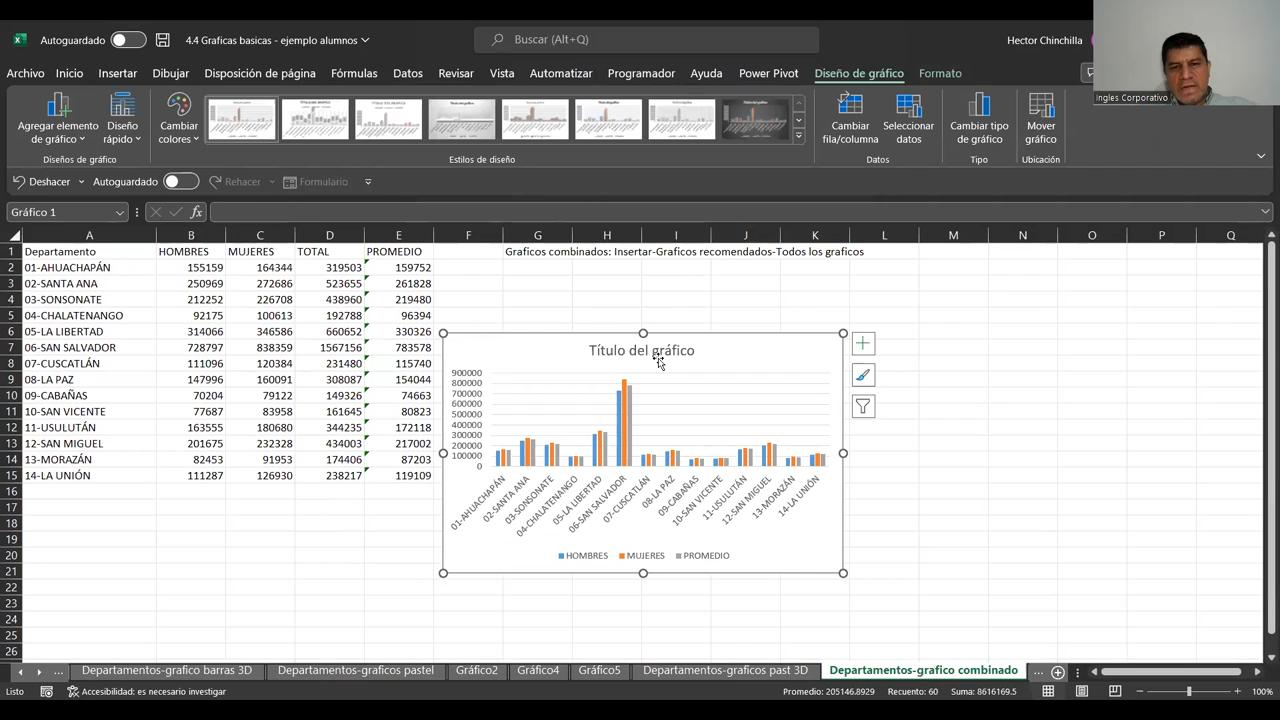 Autoguardado 4.4 Graficas basicas - ejemplo alumnos Buscar (Alt+Q) Hector Chinchilla
Archivo Inicio Insertar Dibujar Disposición de página Fórmulas Datos Revisar Vista Automatizar Programador Ayuda Power Pivot Diseño de gráfico Formato
Ingles Corporativo
Agregar elemento de gráfico
Diseño rápido
Cambiar colores
Cambiar fila/columna
Seleccionar datos
Cambiar tipo de gráfico
Mover gráfico
Diseños de gráfico Estilos de diseño Datos Tipo Ubicación
Deshacer Autoguardado Rehacer Formulario
Gráfico 1 fx
A B C D E F G H I J K L M N O P Q
1 Departamento HOMBRES MUJERES TOTAL PROMEDIO Graficos combinados: Insertar-Graficos recomendados-Todos los graficos
2 01-AHUACHAPÁN 155159 164344 319503 159752
3 02-SANTA ANA 250969 272686 523655 261828
4 03-SONSONATE 212252 226708 438960 219480
5 04-CHALATENANGO 92175 100613 192788 96394
6 05-LA LIBERTAD 314066 346586 660652 330326
7 06-SAN SALVADOR 728797 838359 1567156 783578
8 07-CUSCATLÁN 111096 120384 231480 115740
9 08-LA PAZ 147996 160091 308087 154044
10 09-CABAÑAS 70204 79122 149326 74663
11 10-SAN VICENTE 77687 83958 161645 80823
12 11-USULUTÁN 163555 180680 344235 172118
13 12-SAN MIGUEL 201675 232328 434003 217002
14 13-MORAZÁN 82453 91953 174406 87203
15 14-LA UNIÓN 111287 126930 238217 119109
16
17
18
19
20
21
22
23
24
25
26
Título del gráfico
900000
800000
700000
600000
500000
400000
300000
200000
100000
0
01-AHUACHAPÁN
02-SANTA ANA
03-SONSONATE
04-CHALATENANGO
05-LA LIBERTAD
06-SAN SALVADOR
07-CUSCATLÁN
08-LA PAZ
09-CABAÑAS
10-SAN VICENTE
11-USULUTÁN
12-SAN MIGUEL
13-MORAZÁN
14-LA UNIÓN
HOMBRES MUJERES PROMEDIO
... Departamentos-grafico barras 3D Departamentos-graficos pastel Gráfico2 Gráfico4 Gráfico5 Departamentos-graficos past 3D Departamentos-grafico combinado ...
Listo Accesibilidad: es necesario investigar Promedio: 205146.8929 Recuento: 60 Suma: 8616169.5 100%